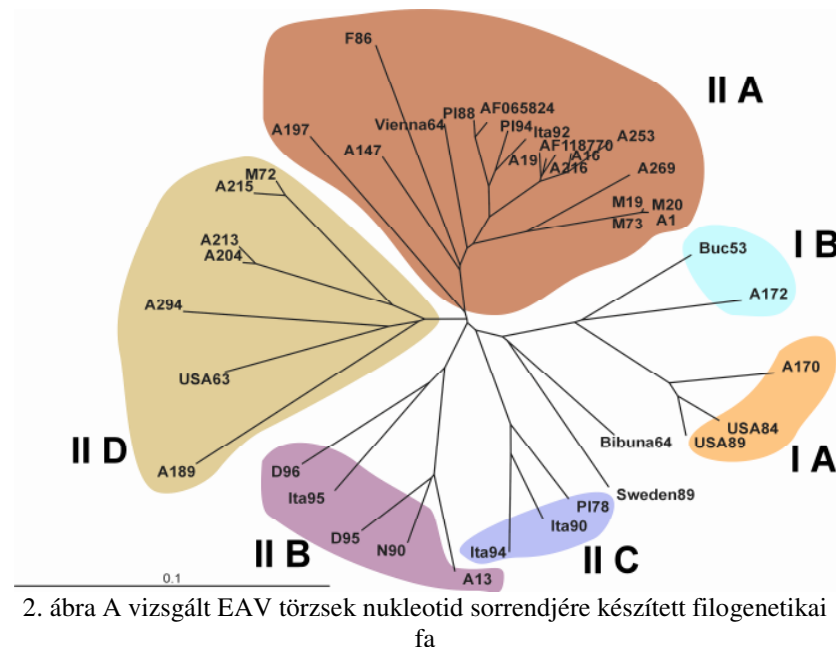 F86
II A
PI88
AF065824
Vienna64
PI94
Ita92
A197
A253
AF118770
A16
A19
A216
A147
A269
M19
M20
M73
A1
M72
A215
I B
Buc53
A213
A204
A172
A294
A170
USA63
USA84
USA89
Bibuna64
I A
II D
A189
D96
Ita95
Sweden89
PI78
Ita90
D95
N90
Ita94
II B
II C
A13
0.1
2. ábra A vizsgált EAV törzsek nukleotid sorrendjére készített filogenetikai
fa